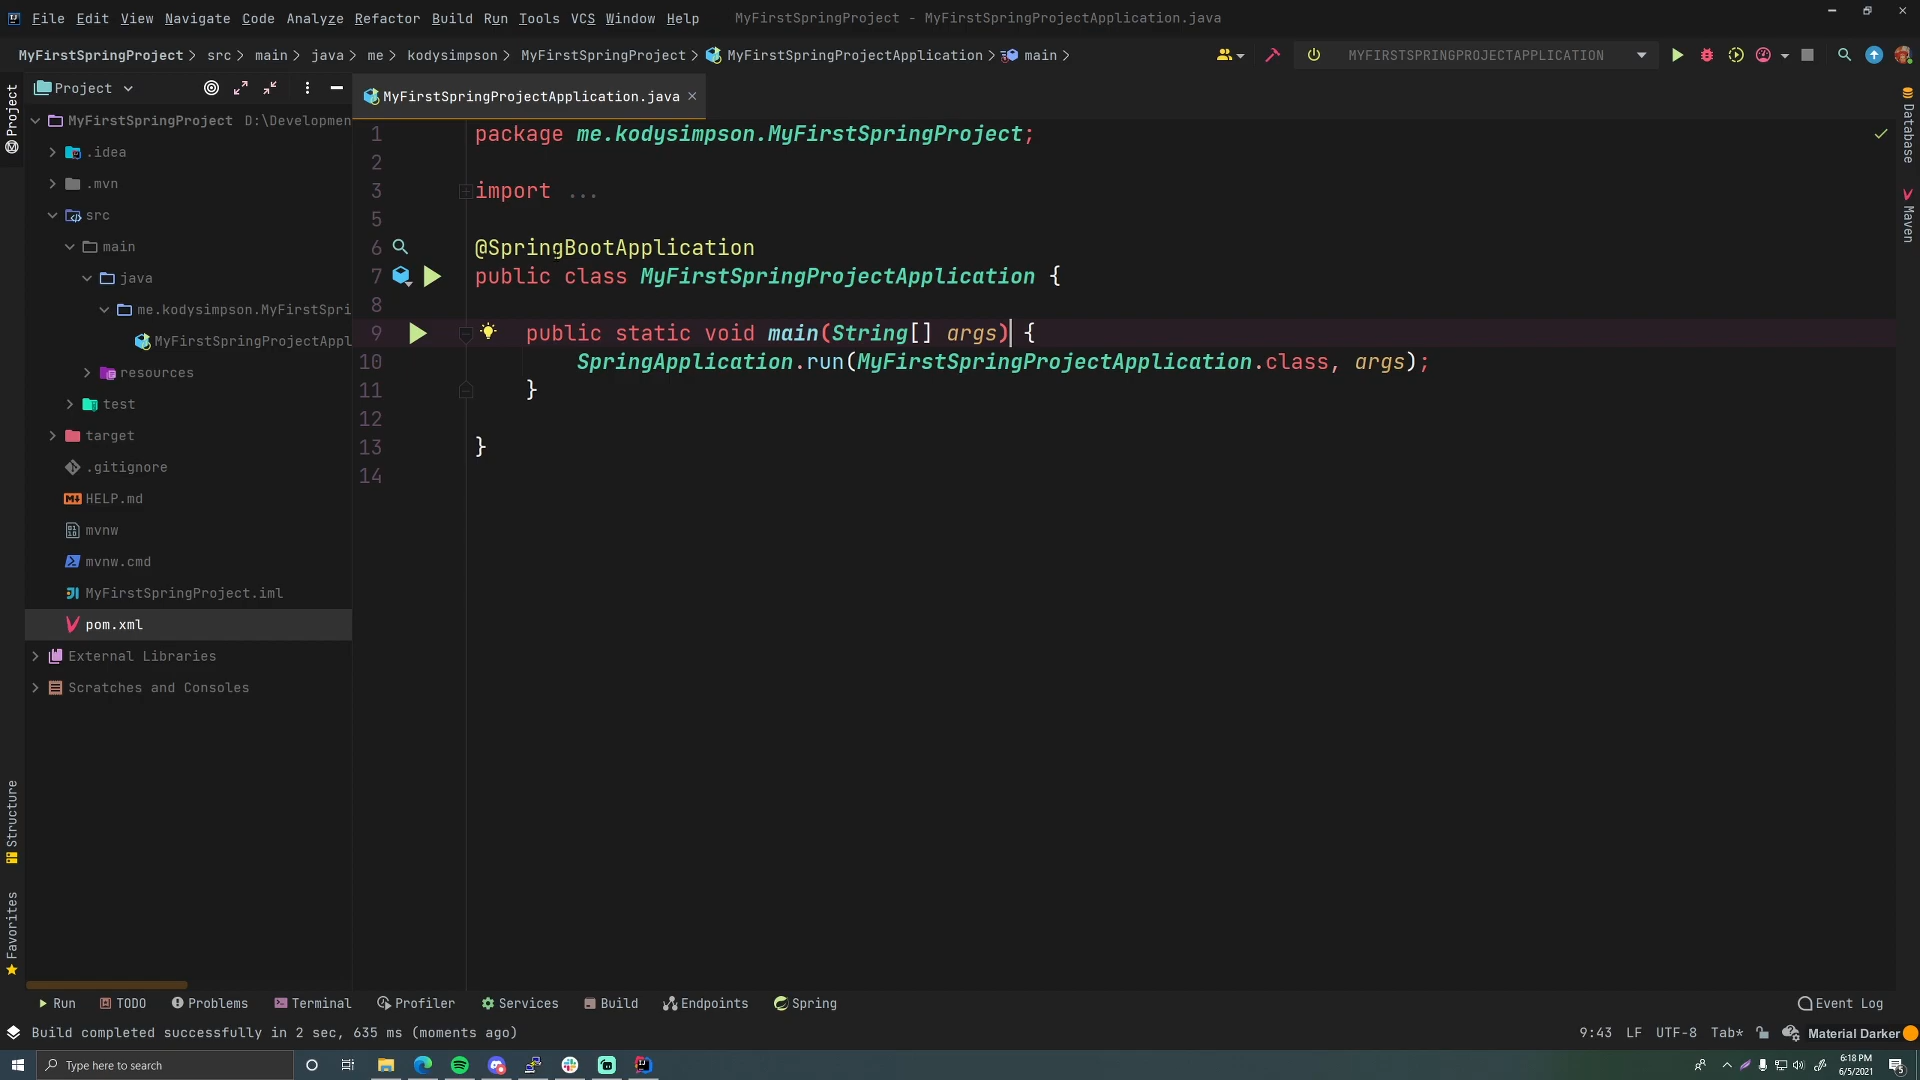 File Edit View Navigate Code Analyze Refactor Build Run Tools VCS Window Help MyFirstSpringProject - MyFirstSpringProjectApplication.java
MyFirstSpringProject src main java me kodysimpson MyFirstSpringProject MyFirstSpringProjectApplication main MYFIRSTSPRINGPROJECTAPPLICATION
Project
MyFirstSpringProjectApplication.java
Project
Database
Maven
Structure
Favorites
MyFirstSpringProject D:\Developmen
.idea
.mvn
src
main
java
me.kodysimpson.MyFirstSpri
MyFirstSpringProjectAppl
resources
test
target
.gitignore
HELP.md
mvnw
mvnw.cmd
MyFirstSpringProject.iml
pom.xml
External Libraries
Scratches and Consoles
1 package me.kodysimpson.MyFirstSpringProject;
2
3 import ...
5
6 @SpringBootApplication
7 public class MyFirstSpringProjectApplication {
8
9 public static void main(String[] args) {
10 SpringApplication.run(MyFirstSpringProjectApplication.class, args);
11 }
12
13 }
14
Run TODO Problems Terminal Profiler Services Build Endpoints Spring Event Log
Build completed successfully in 2 sec, 635 ms (moments ago) 9:43 LF UTF-8 Tab* Material Darker
Type here to search
6:18 PM
6/5/2021
5